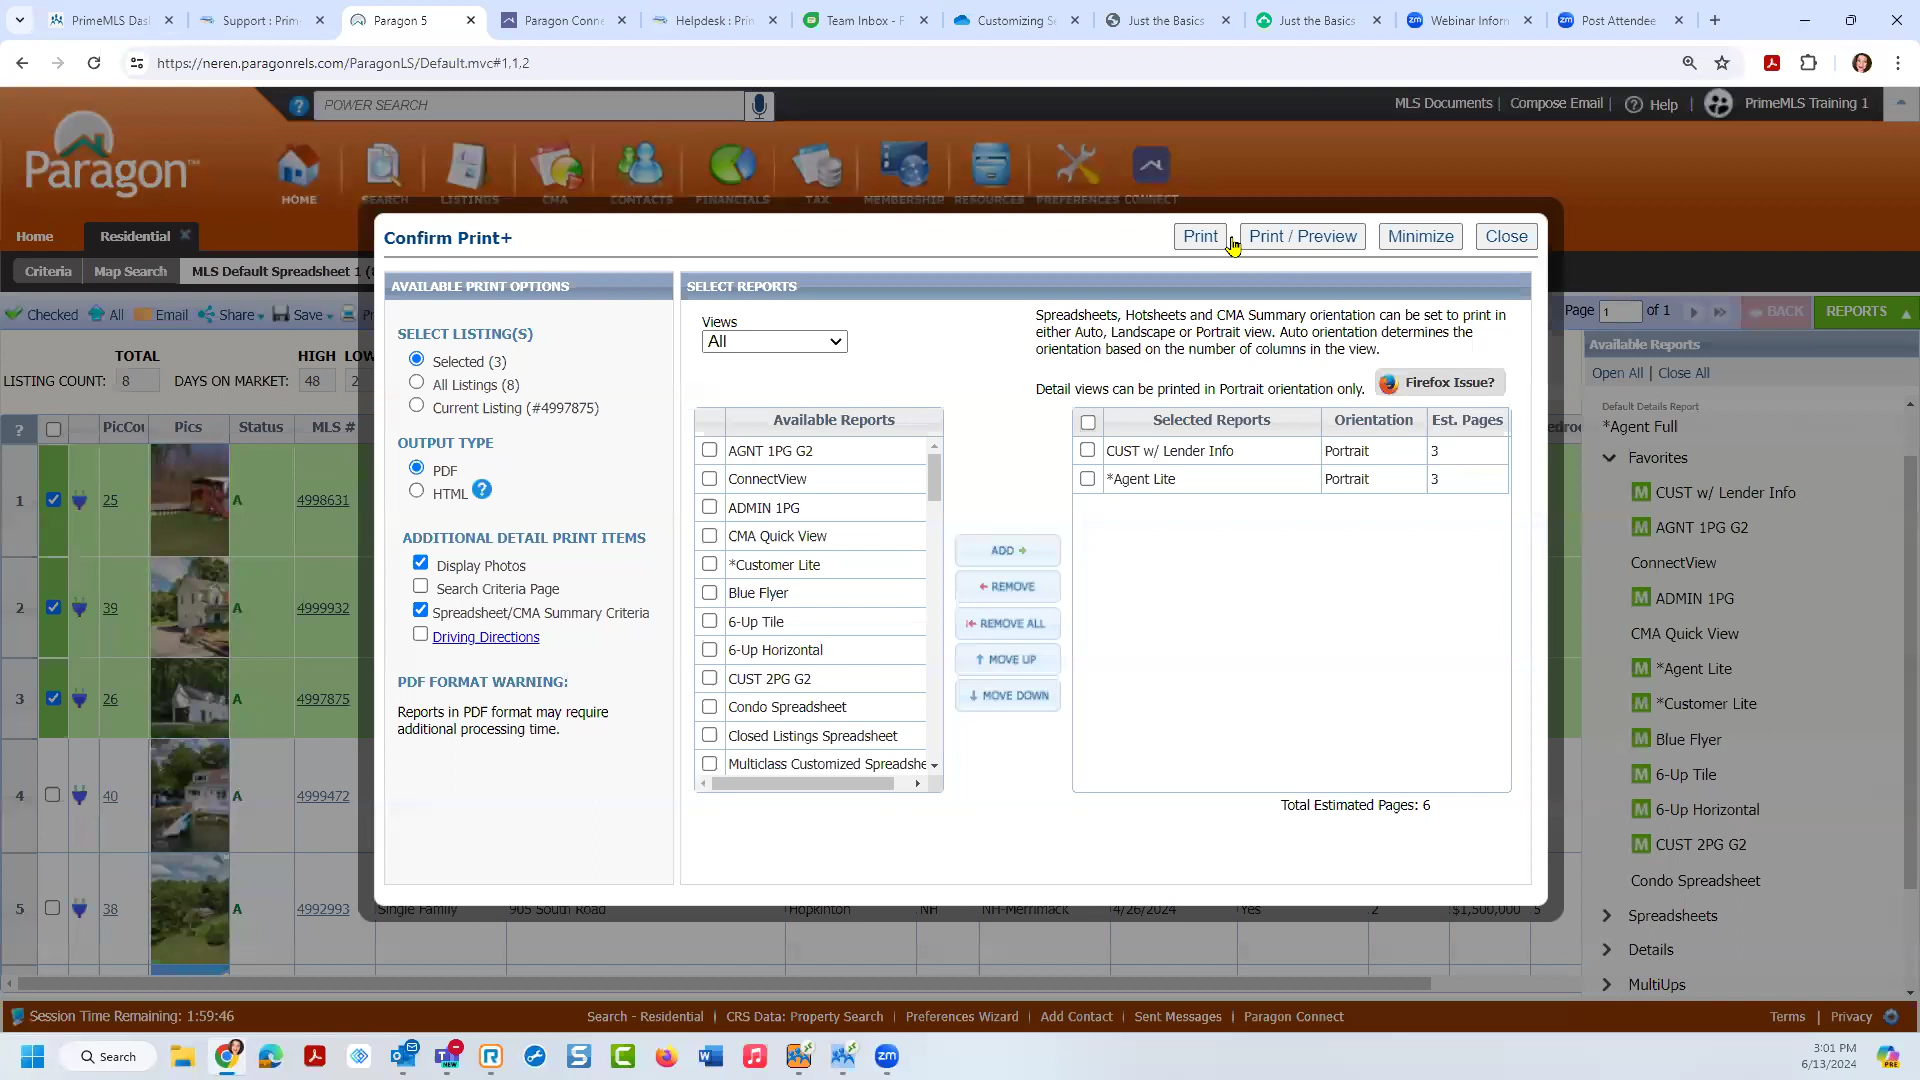 PrimeMLS Das
Support : Prim
Paragon 5
Paragon Conn
Helpdesk : Prin
Team Inbox - F
Customizing Se
Just the Basics
Just the Basics
Webinar Inforn
Post Attendee
https://neren.paragonrels.com/ParagonLS/Default.mvc#1,1,2
POWER SEARCH
MLS Documents
Compose Email
Help
PrimeMLS Training 1
Paragon™
HOME
SEARCH
LISTINGS
CMA
CONTACTS
FINANCIALS
TAX
MEMBERSHIP
RESOURCES
PREFERENCES
CONNECT
Home
Residential
Criteria
Map Search
MLS Default Spreadsheet 1 (8
Checked
All
Email
Share
Save
Pr
Page 1 of 1
BACK
REPORTS
TOTAL
HIGH
LOW
LISTING COUNT: 8
DAYS ON MARKET: 48
2
? PicCou Pics Status MLS #
1 25 A 4998631
2 39 A 4999932
3 26 A 4997875
4 40 A 4999472
5 38 A 4992993 Single Family 905 South Road Hopkinton NH NH-Merrimack 4/26/2024 Yes 2 $1,500,000 5
Confirm Print+
Print
Print / Preview
Minimize
Close
AVAILABLE PRINT OPTIONS
SELECT LISTING(S)
Selected (3)
All Listings (8)
Current Listing (#4997875)
OUTPUT TYPE
PDF
HTML ?
ADDITIONAL DETAIL PRINT ITEMS
Display Photos
Search Criteria Page
Spreadsheet/CMA Summary Criteria
Driving Directions
PDF FORMAT WARNING:
Reports in PDF format may require
additional processing time.
SELECT REPORTS
Views
All
Spreadsheets, Hotsheets and CMA Summary orientation can be set to print in
either Auto, Landscape or Portrait view. Auto orientation determines the
orientation based on the number of columns in the view.
Detail views can be printed in Portrait orientation only.
Firefox Issue?
Available Reports
AGNT 1PG G2
ConnectView
ADMIN 1PG
CMA Quick View
*Customer Lite
Blue Flyer
6-Up Tile
6-Up Horizontal
CUST 2PG G2
Condo Spreadsheet
Closed Listings Spreadsheet
Multiclass Customized Spreadshe
ADD
REMOVE
REMOVE ALL
MOVE UP
MOVE DOWN
Selected Reports Orientation Est. Pages
CUST w/ Lender Info Portrait 3
*Agent Lite Portrait 3
Total Estimated Pages: 6
Available Reports
Open All | Close All
Default Details Report
*Agent Full
Favorites
M CUST w/ Lender Info
M AGNT 1PG G2
ConnectView
M ADMIN 1PG
CMA Quick View
M *Agent Lite
M *Customer Lite
M Blue Flyer
M 6-Up Tile
M 6-Up Horizontal
M CUST 2PG G2
Condo Spreadsheet
Spreadsheets
Details
MultiUps
Session Time Remaining: 1:59:46
Search - Residential | CRS Data: Property Search | Preferences Wizard | Add Contact | Sent Messages | Paragon Connect
Terms | Privacy
Search
3:01 PM
6/13/2024